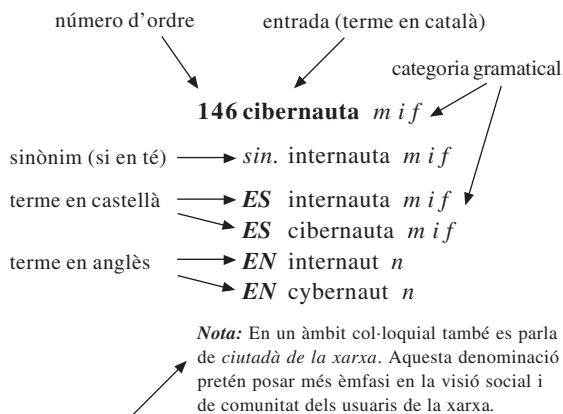 número d’ordre entrada (terme en català)
categoria gramatical
146 cibernauta m i f
sinònim (si en té) sin. internauta m i f
terme en castellà ES internauta m i f
ES cibernauta m i f
terme en anglès EN internaut n
EN cybernaut n
Nota: En un àmbit col·loquial també es parla
de ciutadà de la xarxa. Aquesta denominació
pretén posar més èmfasi en la visió social i
de comunitat dels usuaris de la xarxa.